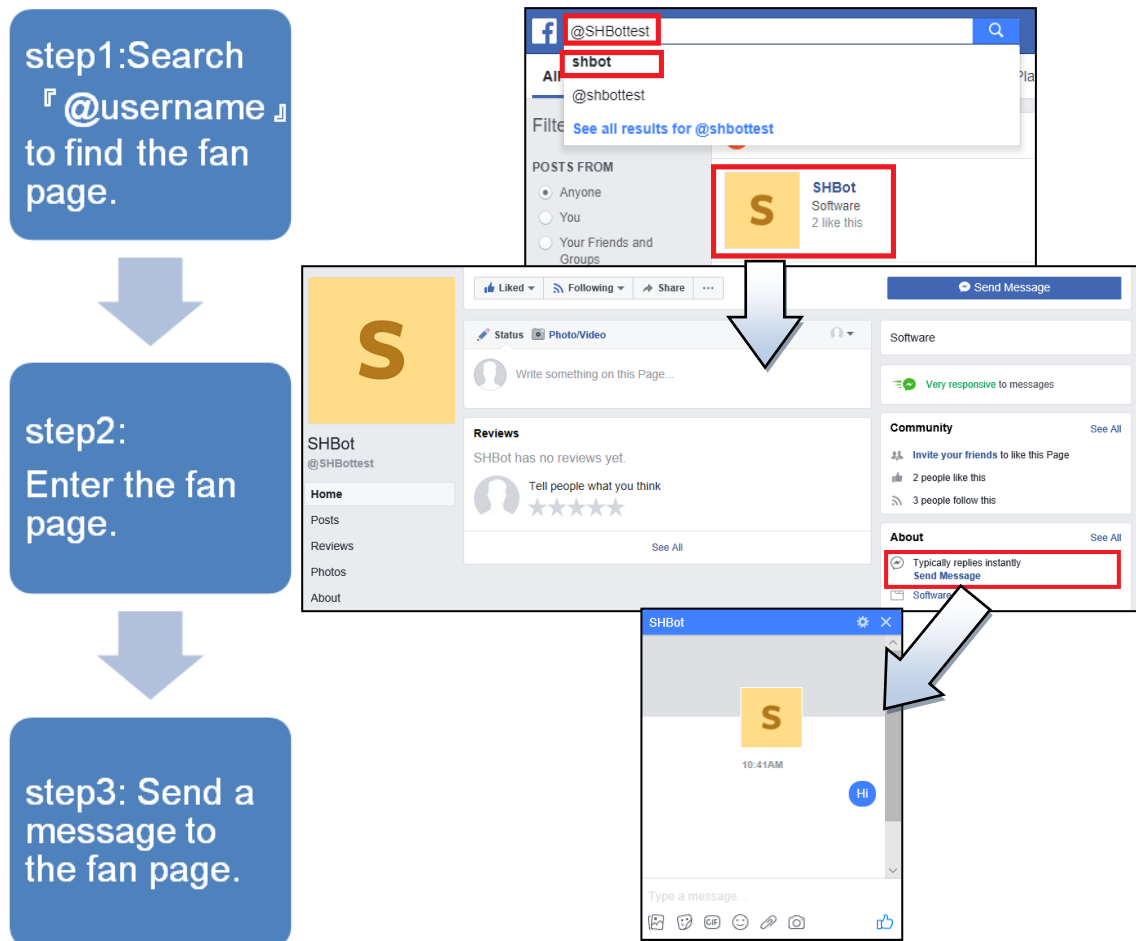 step1:Search
『@username』
to find the fan
page.
step2:
Enter the fan
page.
step3: Send a
message to
the fan page.
f
@SHBottest
shbot
@shbottest
See all results for @shbottest
All
Pla
Filte
POSTS FROM
Anyone
You
Your Friends and
Groups
S
SHBot
Software
2 like this
S
SHBot
@SHBottest
Home
Posts
Reviews
Photos
About
Liked
Following
Share
...
Send Message
Status
Photo/Video
Write something on this Page...
Reviews
SHBot has no reviews yet.
Tell people what you think
See All
Software
Very responsive to messages
Community
See All
Invite your friends to like this Page
2 people like this
3 people follow this
About
See All
Typically replies instantly
Send Message
Software
SHBot
S
10:41AM
Hi
Type a message...
GIF